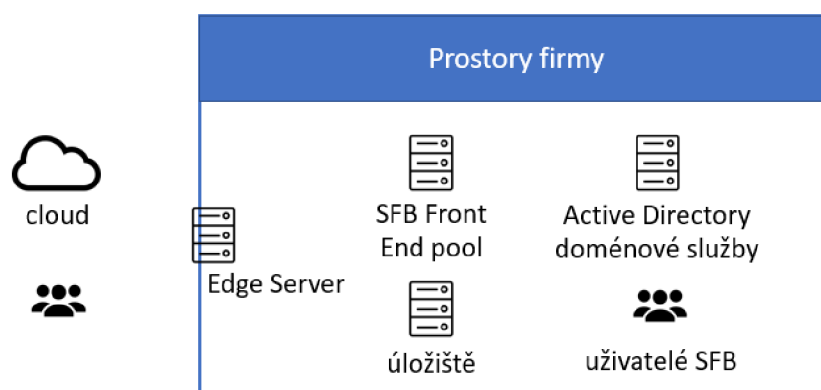 Prostory firmy
cloud
SFB Front
End pool
Active Directory
doménové služby
Edge Server
úložiště
uživatelé SFB